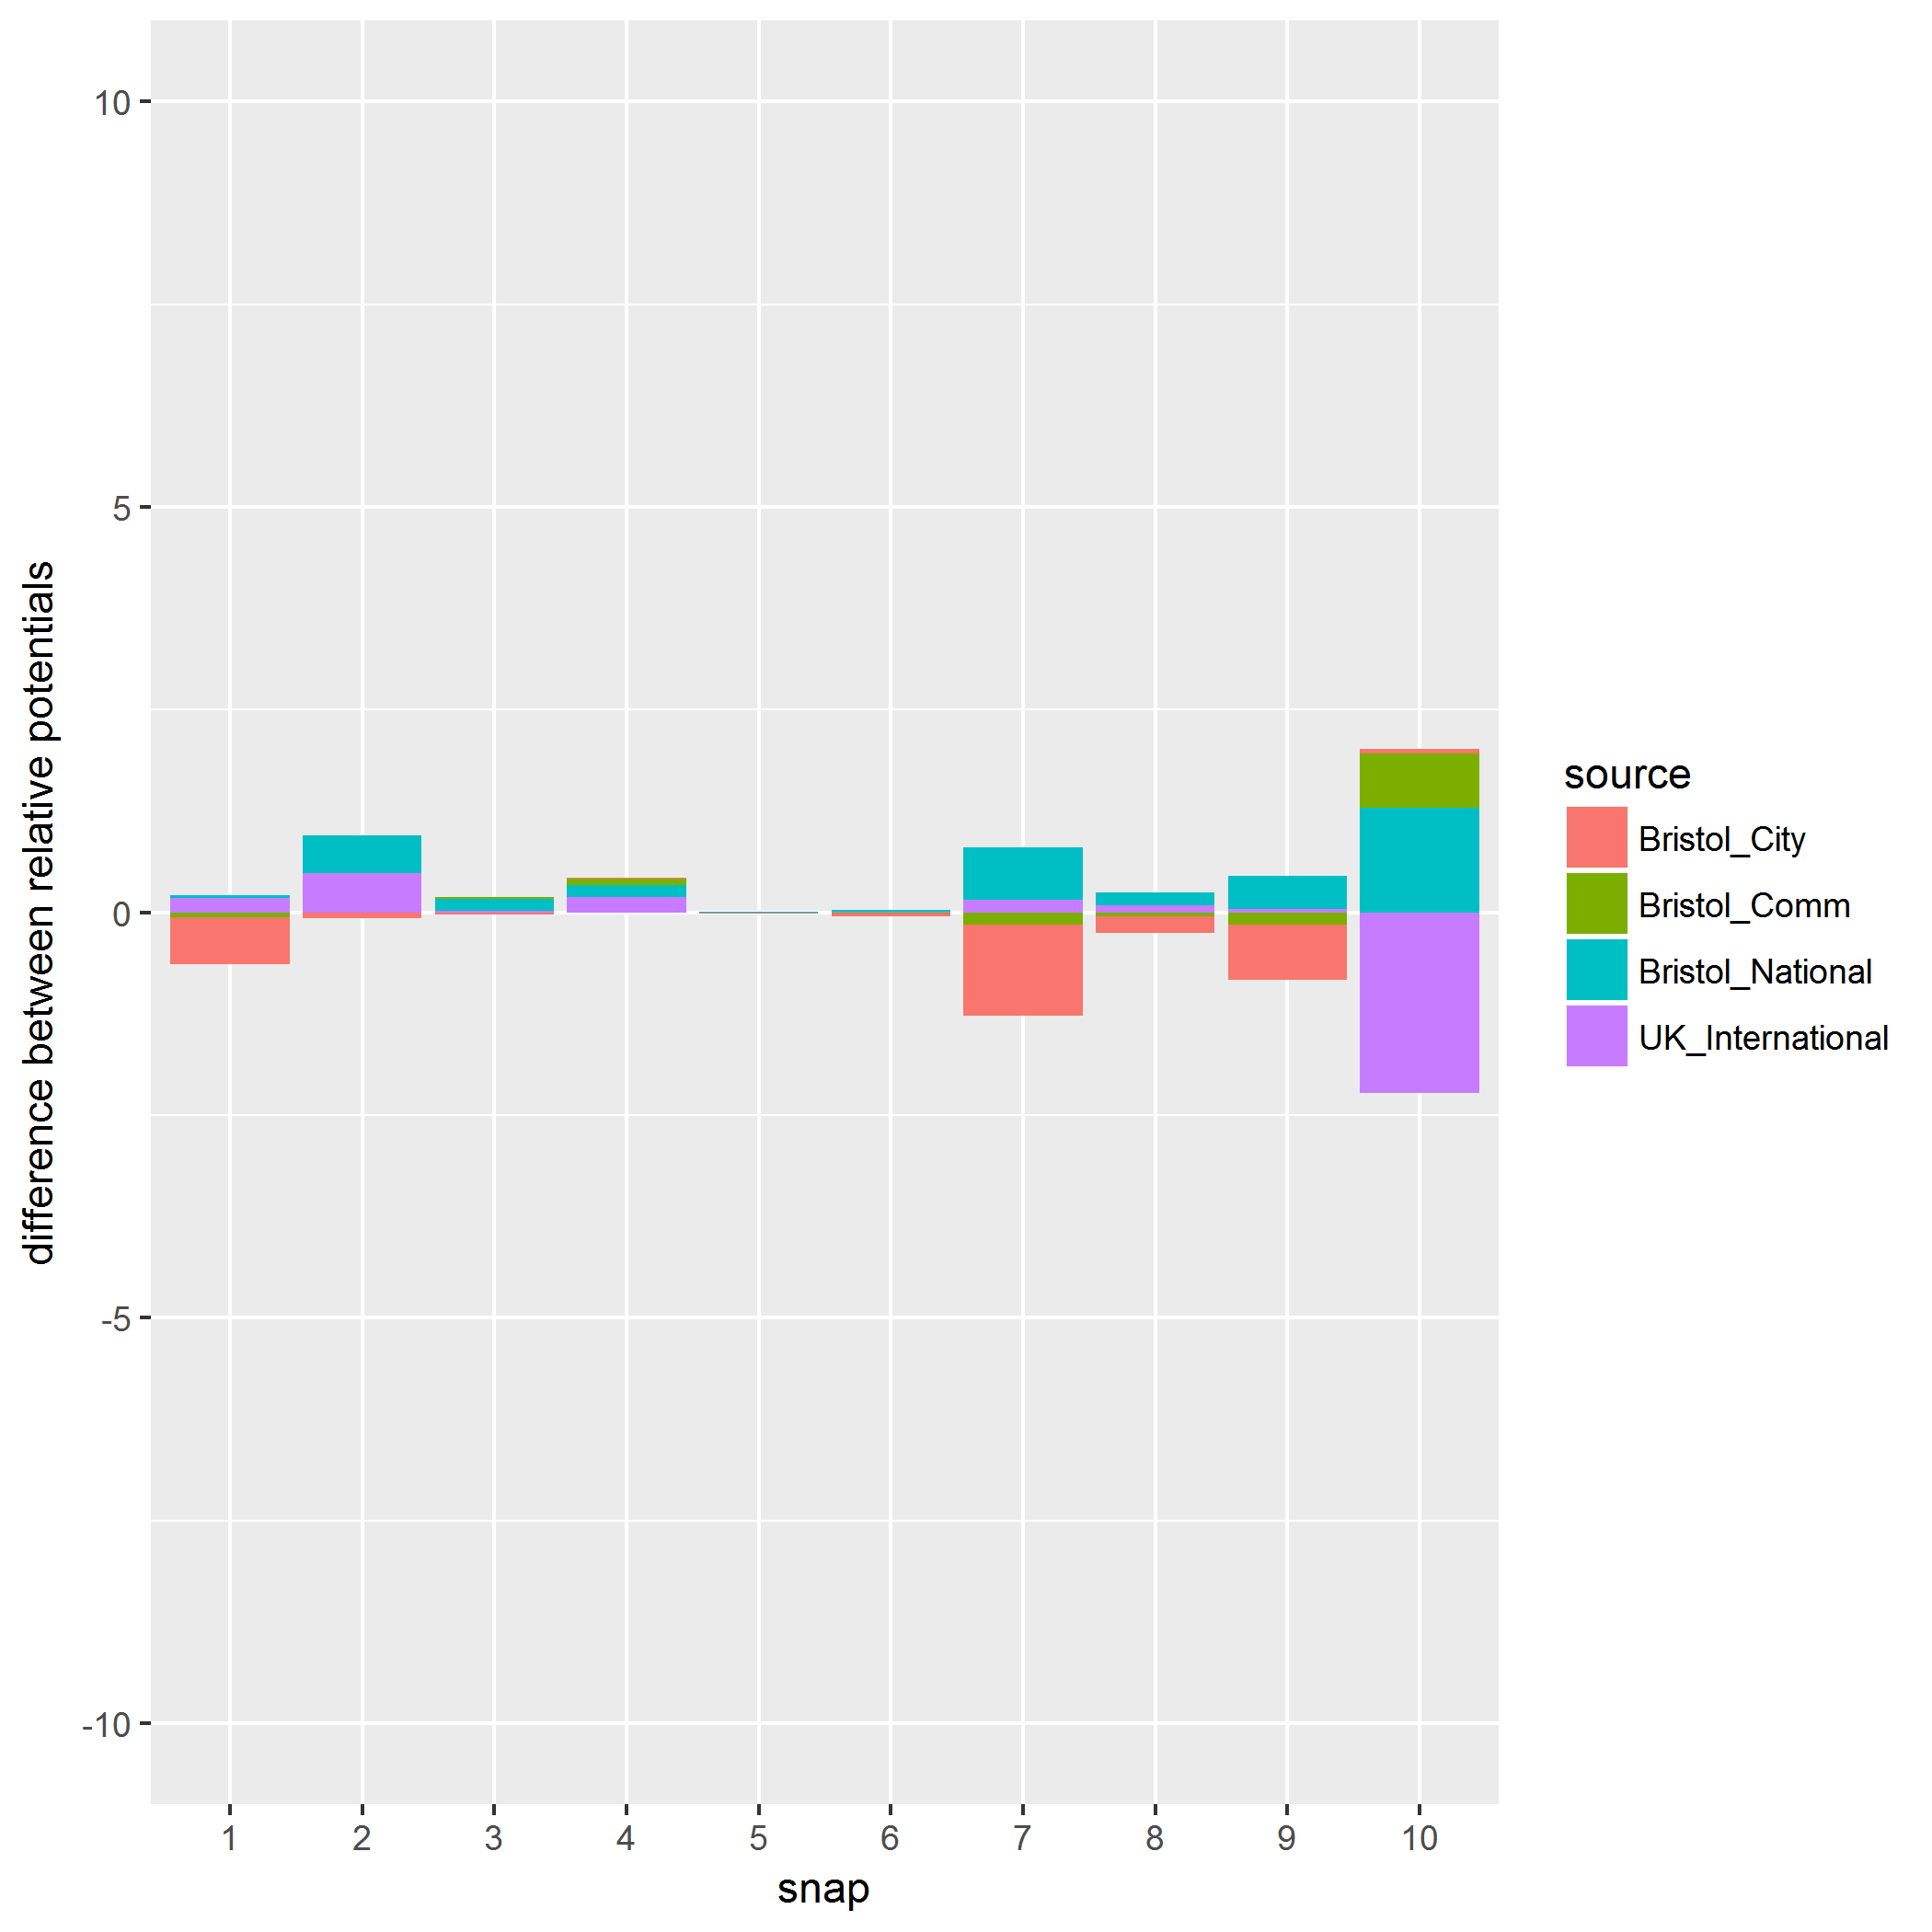 10
5
0
-5
-10
difference between relative potentials
1 2 3 4 5 6 7 8 9 10
snap
source
Bristol_City
Bristol_Comm
Bristol_National
UK_International